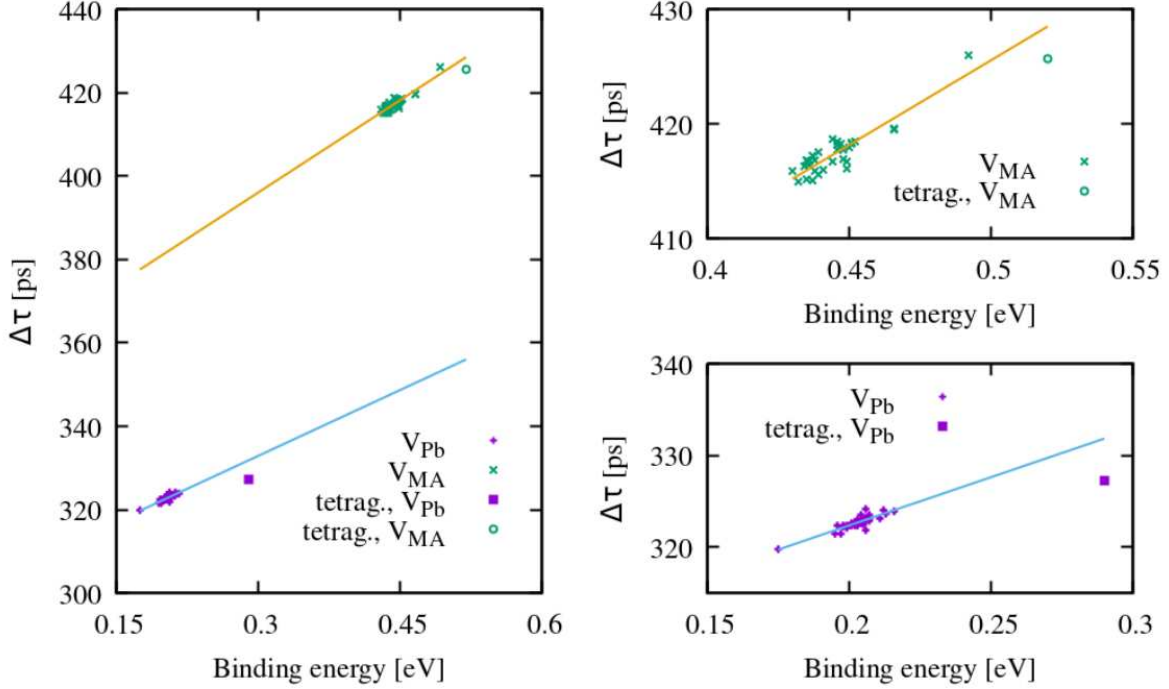 440
420
400
380
360
340
320
300
Δτ [ps]
0.15 0.3 0.45 0.6
Binding energy [eV]
V_Pb
V_MA
tetrag., V_Pb
tetrag., V_MA
430
420
410
Δτ [ps]
0.4 0.45 0.5 0.55
Binding energy [eV]
V_MA
tetrag., V_MA
340
330
320
Δτ [ps]
0.15 0.2 0.25 0.3
Binding energy [eV]
V_Pb
tetrag., V_Pb